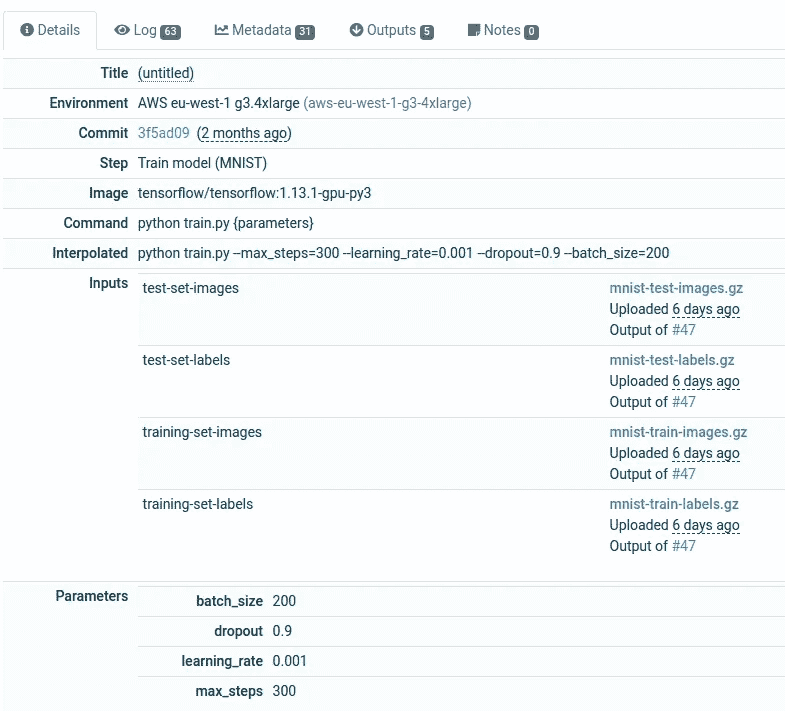 Details Log 63 Metadata 31 Outputs 5 Notes 0
Title (untitled)
Environment AWS eu-west-1 g3.4xlarge (aws-eu-west-1-g3-4xlarge)
Commit 3f5ad09 (2 months ago)
Step Train model (MNIST)
Image tensorflow/tensorflow:1.13.1-gpu-py3
Command python train.py {parameters}
Interpolated python train.py --max_steps=300 --learning_rate=0.001 --dropout=0.9 --batch_size=200
Inputs test-set-images mnist-test-images.gz
Uploaded 6 days ago
Output of #47
test-set-labels mnist-test-labels.gz
Uploaded 6 days ago
Output of #47
training-set-images mnist-train-images.gz
Uploaded 6 days ago
Output of #47
training-set-labels mnist-train-labels.gz
Uploaded 6 days ago
Output of #47
Parameters batch_size 200
dropout 0.9
learning_rate 0.001
max_steps 300